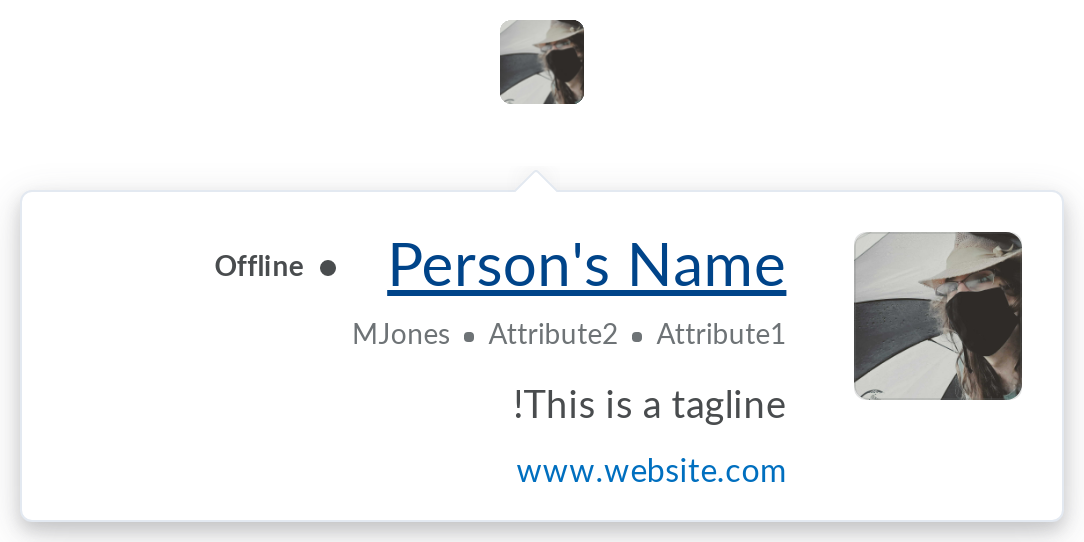 Person's Name • Offline
Attribute1 • Attribute2 • MJones
!This is a tagline
www.website.com